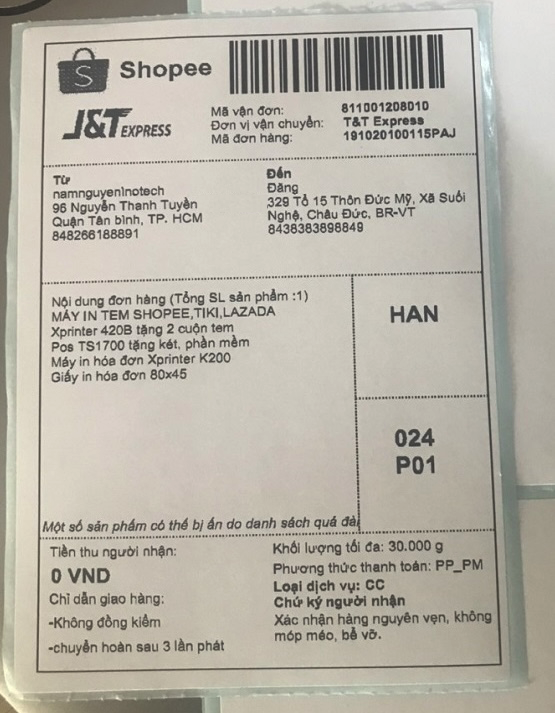 S Shopee
J&T EXPRESS
Mã vận đơn: 811001208010
Đơn vị vận chuyển: T&T Express
Mã đơn hàng: 191020100115PAJ
Từ
namnguyenInotech
96 Nguyễn Thanh Tuyền
Quận Tân bình, TP. HCM
848266188891
Đến
Đăng
329 Tổ 15 Thôn Đức Mỹ, Xã Suối
Nghệ, Châu Đức, BR-VT
8438383898849
Nội dung đơn hàng (Tổng SL sản phẩm :1)
MÁY IN TEM SHOPEE,TIKI,LAZADA
Xprinter 420B tặng 2 cuộn tem
Pos TS1700 tặng két, phần mềm
Máy in hóa đơn Xprinter K200
Giấy in hóa đơn 80x45
HAN
024
P01
Một số sản phẩm có thể bị ẩn do danh sách quá dài
Tiền thu người nhận:
0 VND
Chỉ dẫn giao hàng:
-Không đồng kiểm
-chuyển hoàn sau 3 lần phát
Khối lượng tối đa: 30.000 g
Phương thức thanh toán: PP_PM
Loại dịch vụ: CC
Chữ ký người nhận
Xác nhận hàng nguyên vẹn, không
móp méo, bể vỡ.